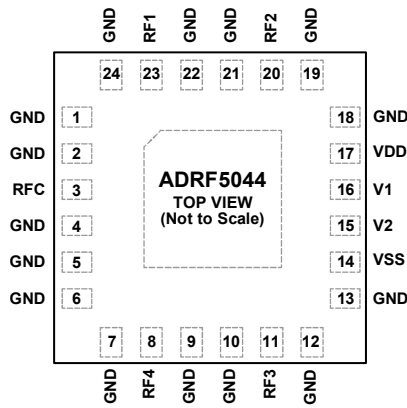 GND RF1 GND GND RF2 GND
24 23 22 21 20 19
GND 1 18 GND
GND 2 17 VDD
RFC 3 16 V1
GND 4 15 V2
GND 5 14 VSS
GND 6 13 GND
ADRF5044
TOP VIEW
(Not to Scale)
7 8 9 10 11 12
GND RF4 GND GND RF3 GND